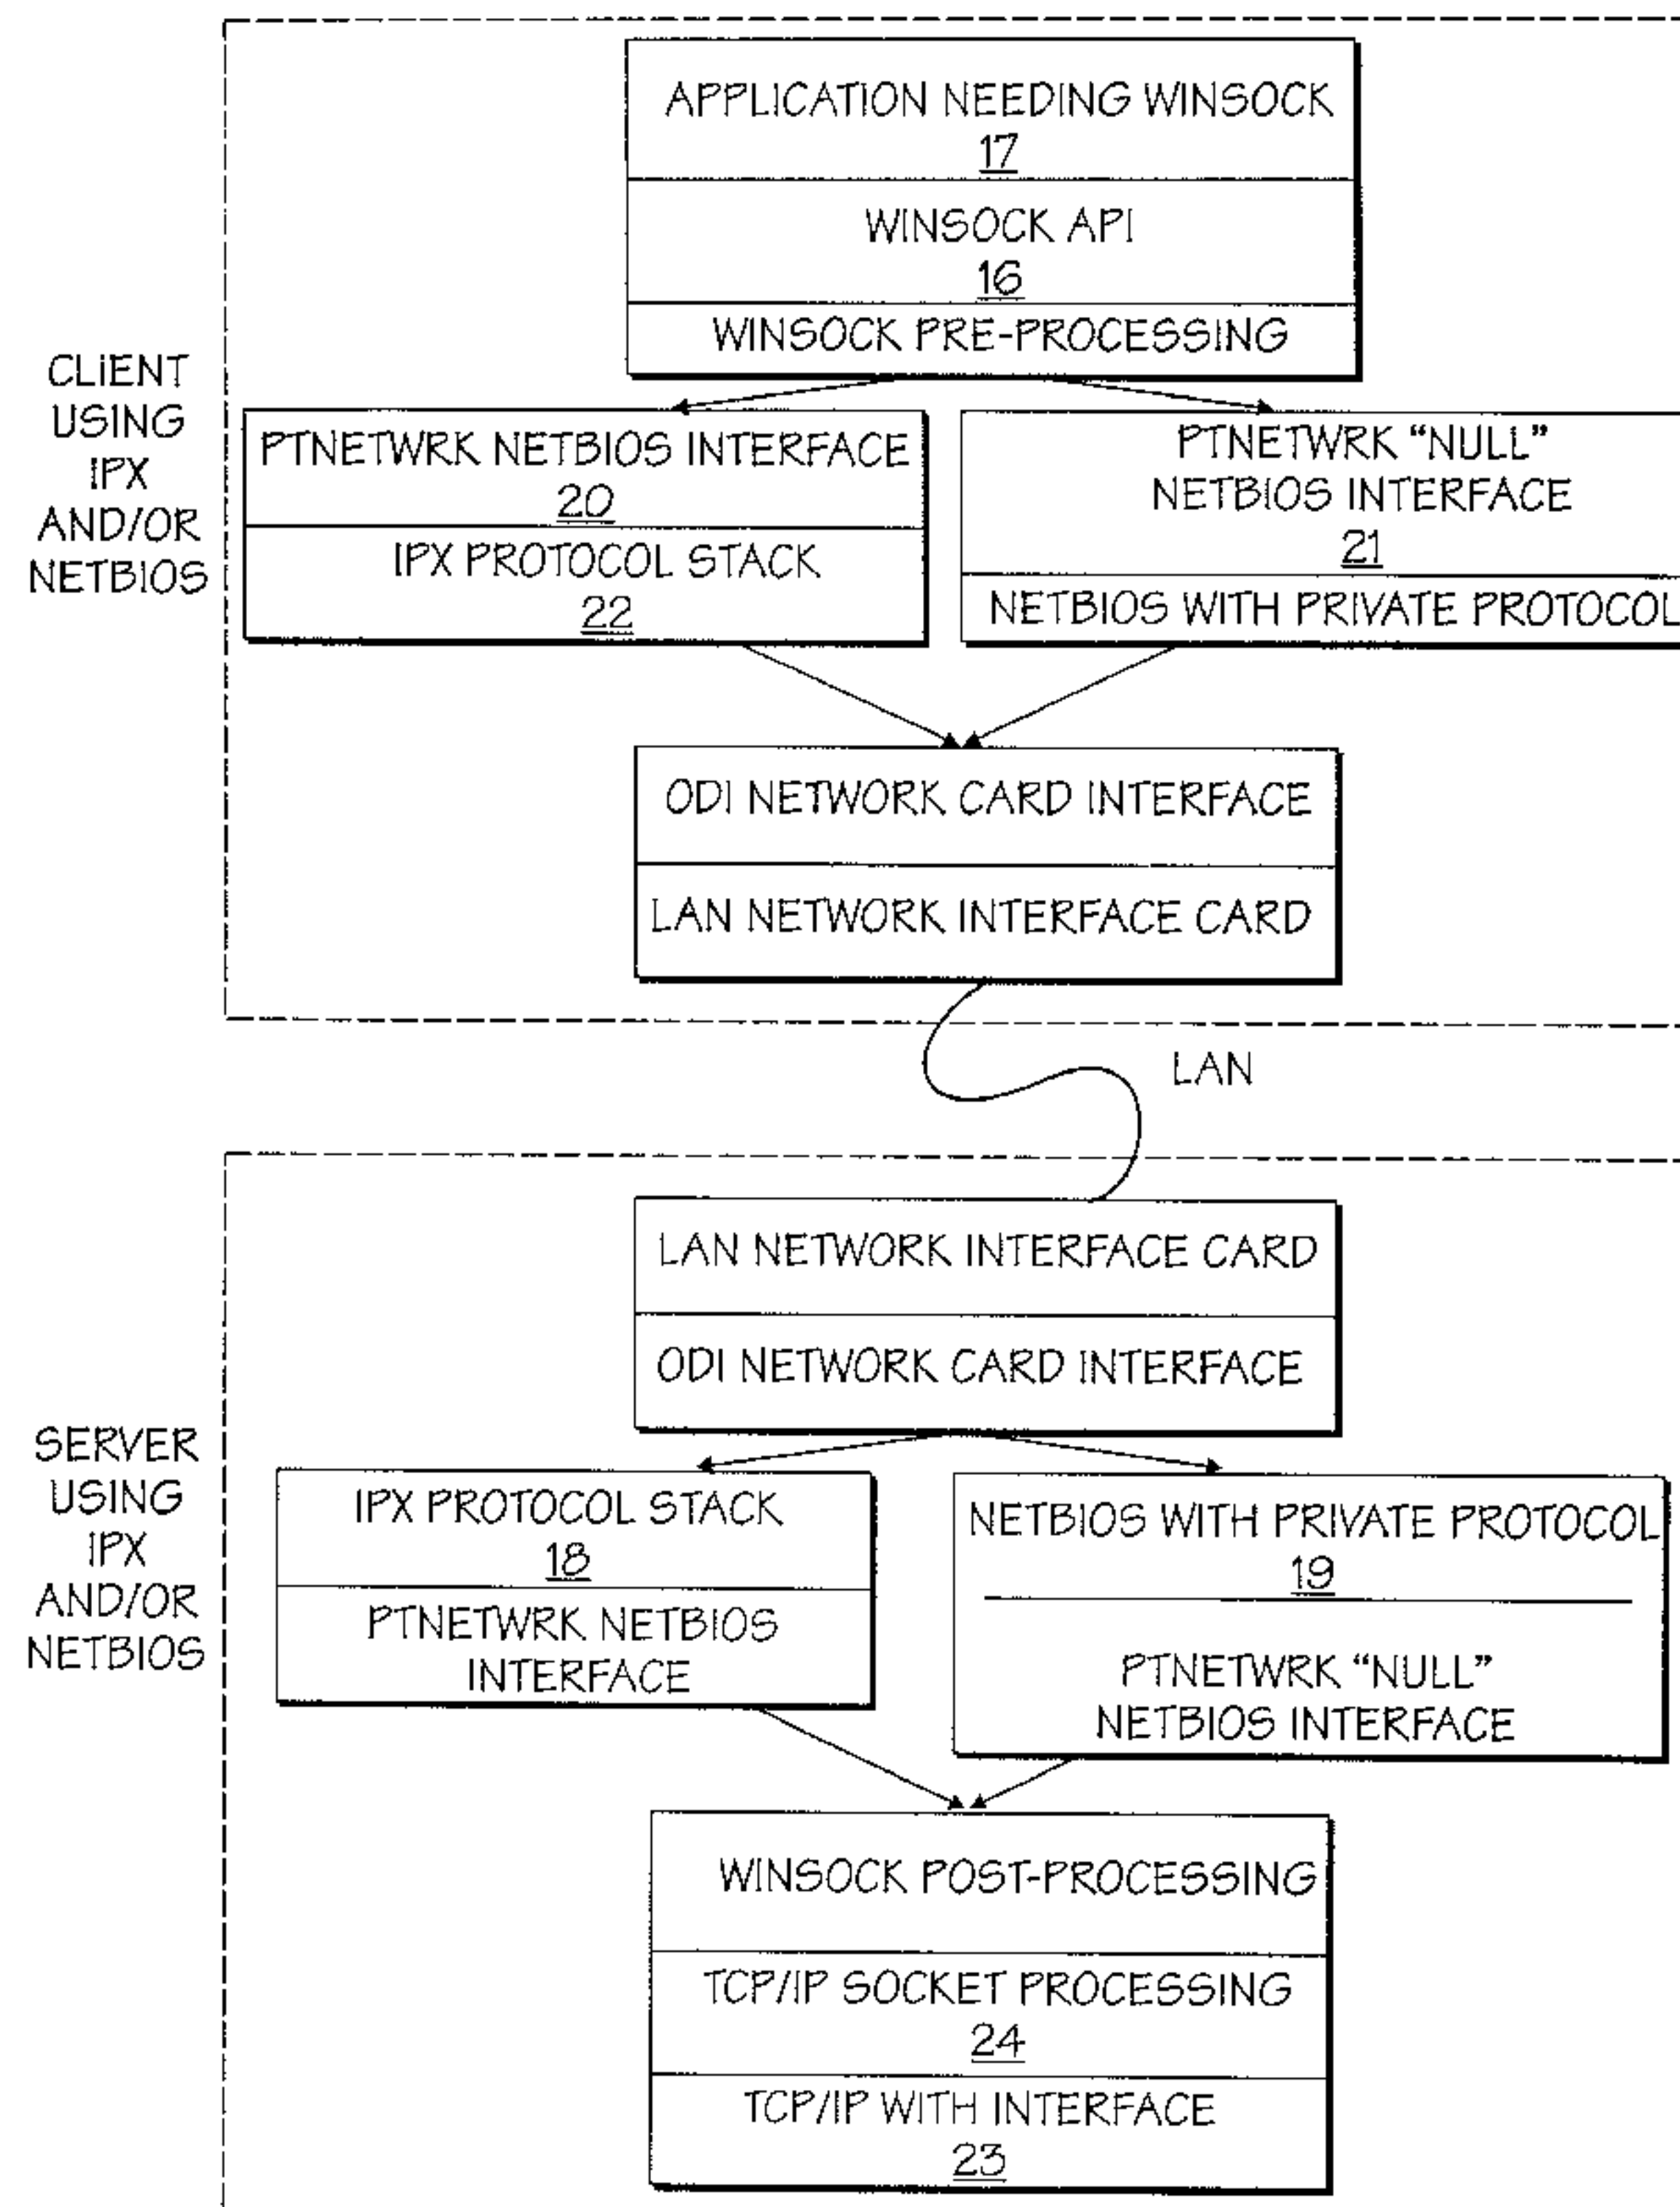 APPLICATION NEEDING WINSOCK
17
WINSOCK API
16
WINSOCK PRE-PROCESSING
CLIENT
USING
IPX
AND/OR
NETBIOS
PTNETWRK NETBIOS INTERFACE
20
IPX PROTOCOL STACK
22
PTNETWRK "NULL"
NETBIOS INTERFACE
21
NETBIOS WITH PRIVATE PROTOCOL
ODI NETWORK CARD INTERFACE
LAN NETWORK INTERFACE CARD
LAN
LAN NETWORK INTERFACE CARD
ODI NETWORK CARD INTERFACE
SERVER
USING
IPX
AND/OR
NETBIOS
IPX PROTOCOL STACK
18
PTNETWRK NETBIOS
INTERFACE
NETBIOS WITH PRIVATE PROTOCOL
19
PTNETWRK "NULL"
NETBIOS INTERFACE
WINSOCK POST-PROCESSING
TCP/IP SOCKET PROCESSING
24
TCP/IP WITH INTERFACE
23